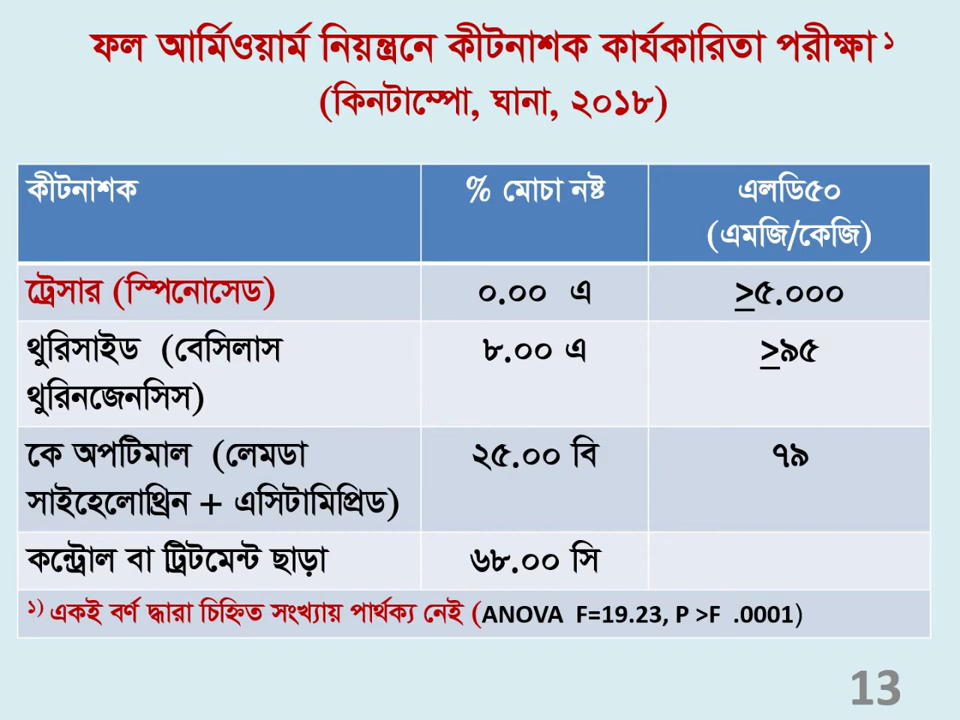 ফল আর্মিওয়ার্ম নিয়ন্ত্রনে কীটনাশক কার্যকারিতা পরীক্ষা ১
(কিনটাম্পো, ঘানা, ২০১৮)
কীটনাশক % মোচা নষ্ট এলডি৫০
(এমজি/কেজি)
ট্রেসার (স্পিনোসেড) ০.০০ এ >৫.০০০
থুরিসাইড (বেসিলাস ৮.০০ এ >৯৫
থুরিনজেনসিস)
কে অপটিমাল (লেমডা ২৫.০০ বি ৭৯
সাইহেলোথ্রিন + এসিটামিপ্রিড)
কন্ট্রোল বা ট্রিটমেন্ট ছাড়া ৬৮.০০ সি
১) একই বর্ণ দ্ধারা চিহ্নিত সংখ্যায় পার্থক্য নেই (ANOVA F=19.23, P >F .0001)
13